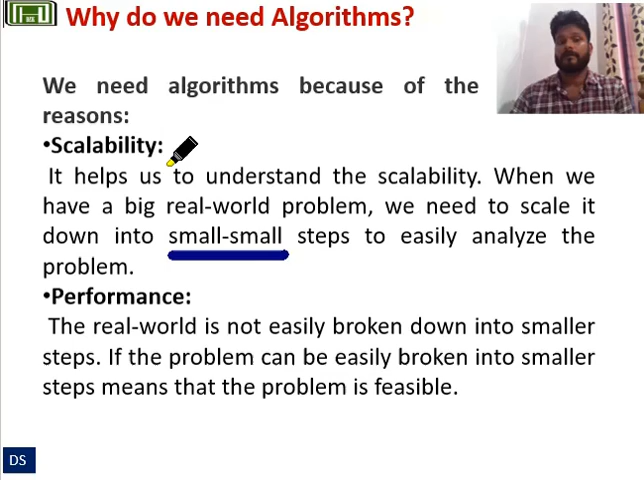 Why do we need Algorithms?
We need algorithms because of the
reasons:
•Scalability:
It helps us to understand the scalability. When we
have a big real-world problem, we need to scale it
down into small-small steps to easily analyze the
problem.
•Performance:
The real-world is not easily broken down into smaller
steps. If the problem can be easily broken into smaller
steps means that the problem is feasible.
DS